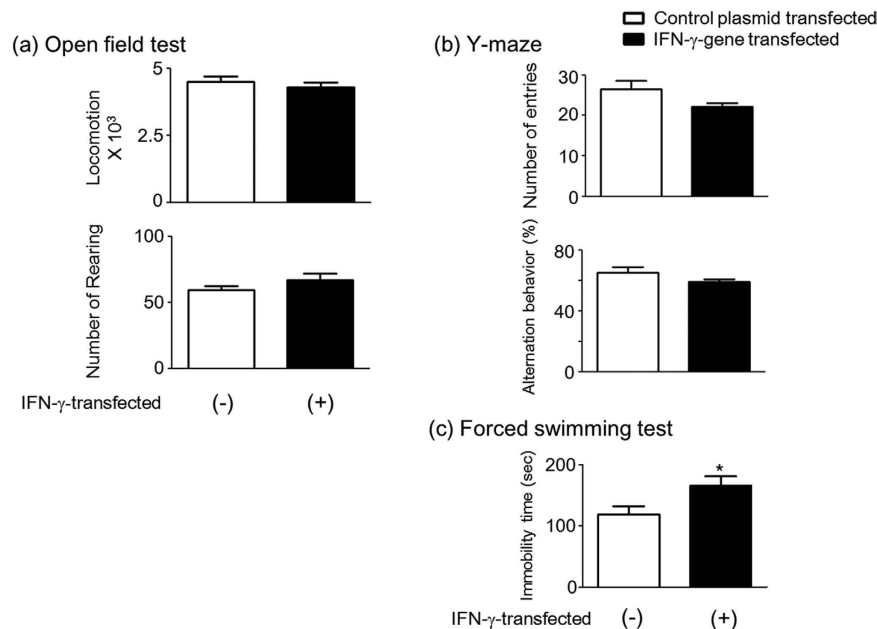 Control plasmid transfected
IFN-γ-gene transfected
(a) Open field test
Locomotion
X 10³
5
2.5
0
Number of Rearing
100
50
0
IFN-γ-transfected (-) (+)
(b) Y-maze
Number of entries
30
20
10
0
Alternation behavior (%)
80
40
0
(c) Forced swimming test
Immobility time (sec)
200
100
0
*
IFN-γ-transfected (-) (+)